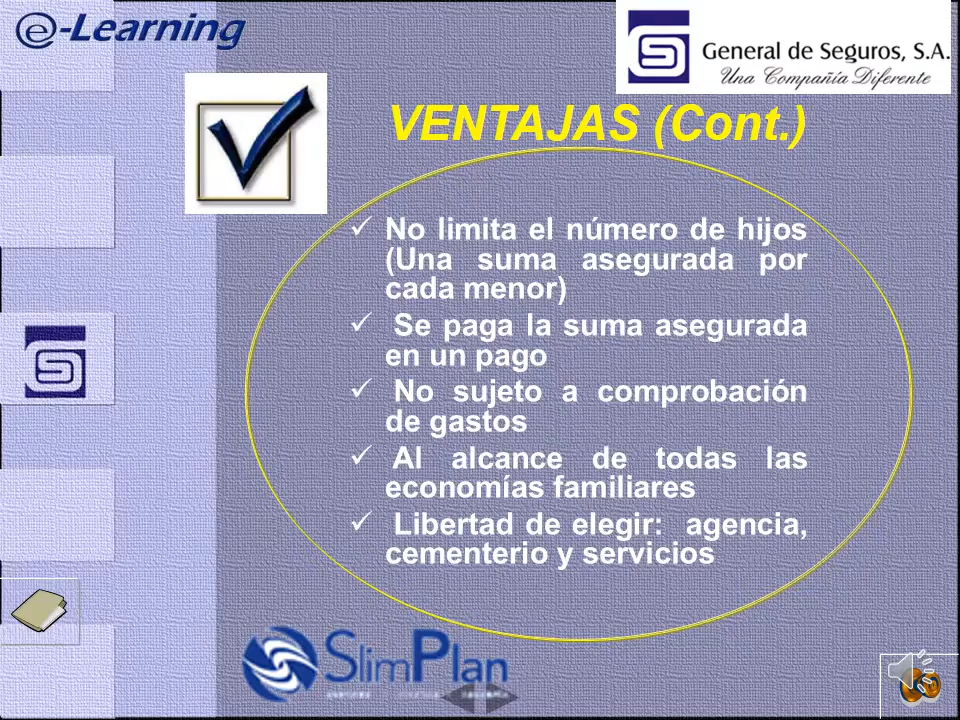 e-Learning
General de Seguros, S.A.
Una Compañía Diferente
VENTAJAS (Cont.)
✓ No limita el número de hijos
(Una suma asegurada por
cada menor)
✓ Se paga la suma asegurada
en un pago
✓ No sujeto a comprobación
de gastos
✓ Al alcance de todas las
economías familiares
✓ Libertad de elegir: agencia,
cementerio y servicios
SlimPlan